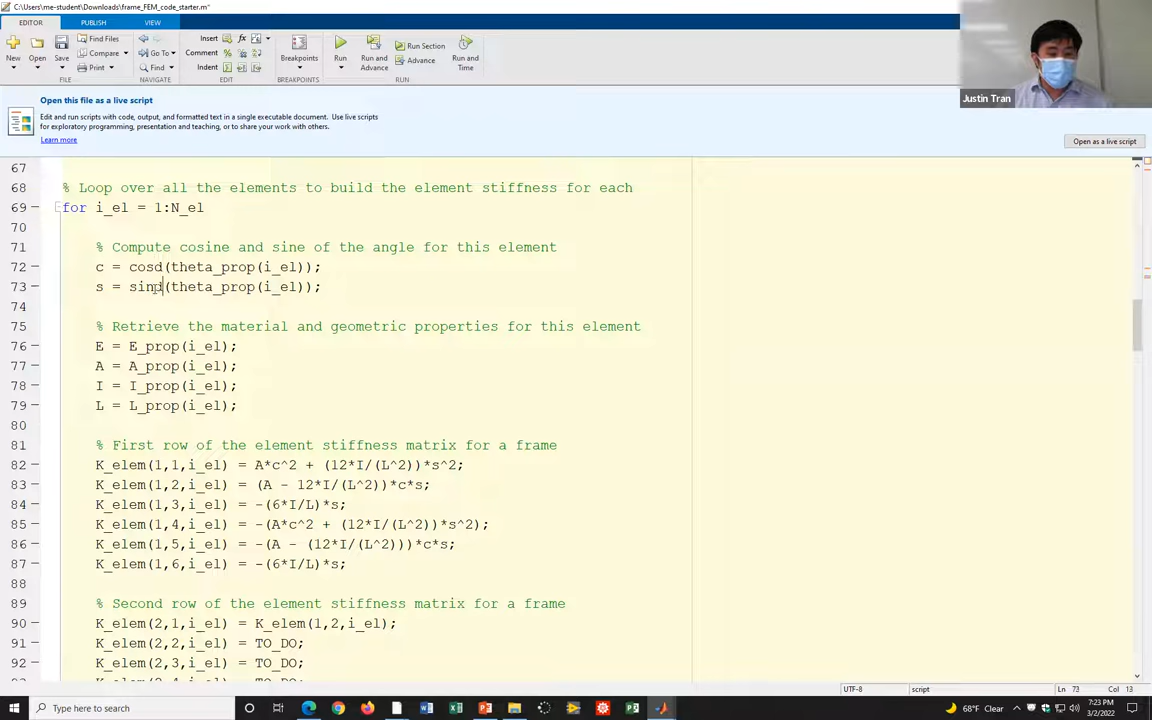 C:\Users\me-student\Downloads\frame_FEM_code_starter.m*
EDITOR PUBLISH VIEW
New Open Save
Find Files
Compare
Print
Go To
Find
Insert fx
Comment %
Indent
Breakpoints
Run
Run and Advance
Run Section
Advance
Run and Time
FILE NAVIGATE EDIT BREAKPOINTS RUN
Justin Tran
Open this file as a live script
Edit and run scripts with code, output, and formatted text in a single executable document. Use live scripts
for exploratory programming, presentation and teaching, or to share your work with others.
Learn more
Open as a live script
67
68 % Loop over all the elements to build the element stiffness for each
69 for i_el = 1:N_el
70
71 % Compute cosine and sine of the angle for this element
72 c = cosd(theta_prop(i_el));
73 s = sind(theta_prop(i_el));
74
75 % Retrieve the material and geometric properties for this element
76 E = E_prop(i_el);
77 A = A_prop(i_el);
78 I = I_prop(i_el);
79 L = L_prop(i_el);
80
81 % First row of the element stiffness matrix for a frame
82 K_elem(1,1,i_el) = A*c^2 + (12*I/(L^2))*s^2;
83 K_elem(1,2,i_el) = (A - 12*I/(L^2))*c*s;
84 K_elem(1,3,i_el) = -(6*I/L)*s;
85 K_elem(1,4,i_el) = -(A*c^2 + (12*I/(L^2))*s^2);
86 K_elem(1,5,i_el) = -(A - (12*I/(L^2)))*c*s;
87 K_elem(1,6,i_el) = -(6*I/L)*s;
88
89 % Second row of the element stiffness matrix for a frame
90 K_elem(2,1,i_el) = K_elem(1,2,i_el);
91 K_elem(2,2,i_el) = TO_DO;
92 K_elem(2,3,i_el) = TO_DO;
UTF-8 script Ln 73 Col 13
Type here to search
68°F Clear
7:23 PM
3/2/2022